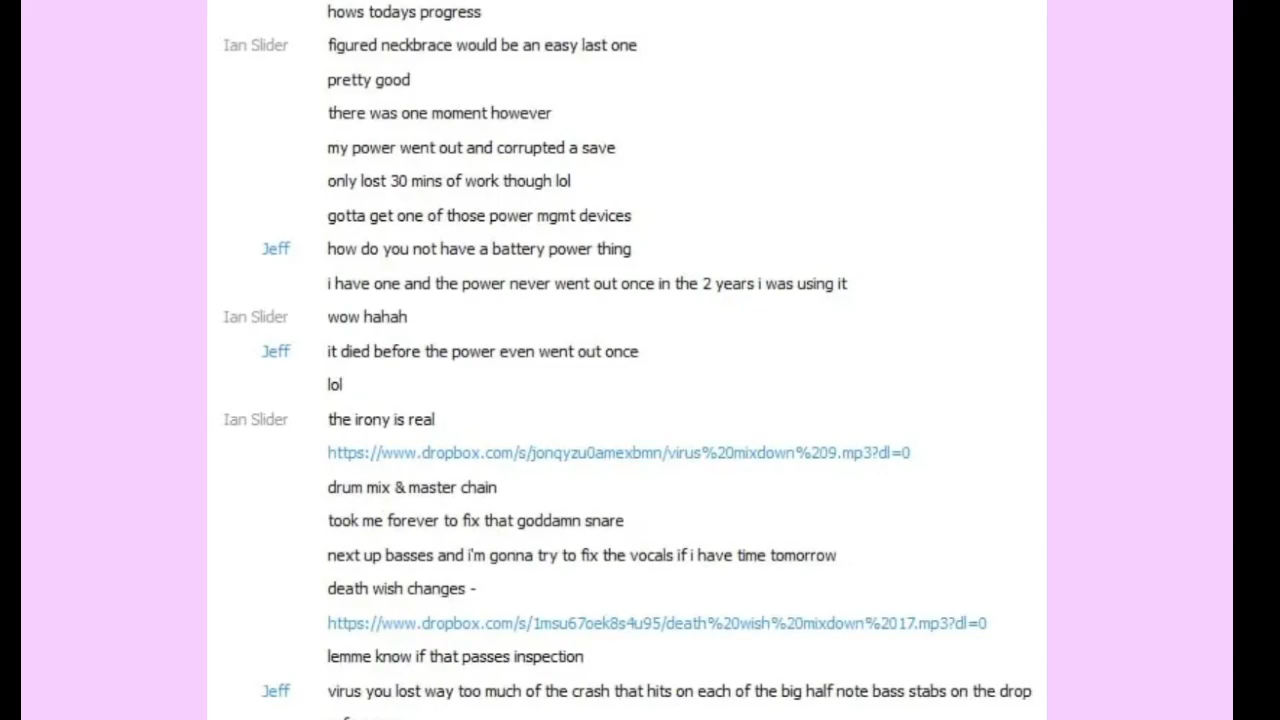 hows todays progress
Ian Slider figured neckbrace would be an easy last one
pretty good
there was one moment however
my power went out and corrupted a save
only lost 30 mins of work though lol
gotta get one of those power mgmt devices
Jeff how do you not have a battery power thing
i have one and the power never went out once in the 2 years i was using it
Ian Slider wow hahah
Jeff it died before the power even went out once
lol
Ian Slider the irony is real
https://www.dropbox.com/s/jonqyzu0amexbmn/virus%20mixdown%209.mp3?dl=0
drum mix & master chain
took me forever to fix that goddamn snare
next up basses and i'm gonna try to fix the vocals if i have time tomorrow
death wish changes -
https://www.dropbox.com/s/1msu67oek8s4u95/death%20wish%20mixdown%2017.mp3?dl=0
lemme know if that passes inspection
Jeff virus you lost way too much of the crash that hits on each of the big half note bass stabs on the drop